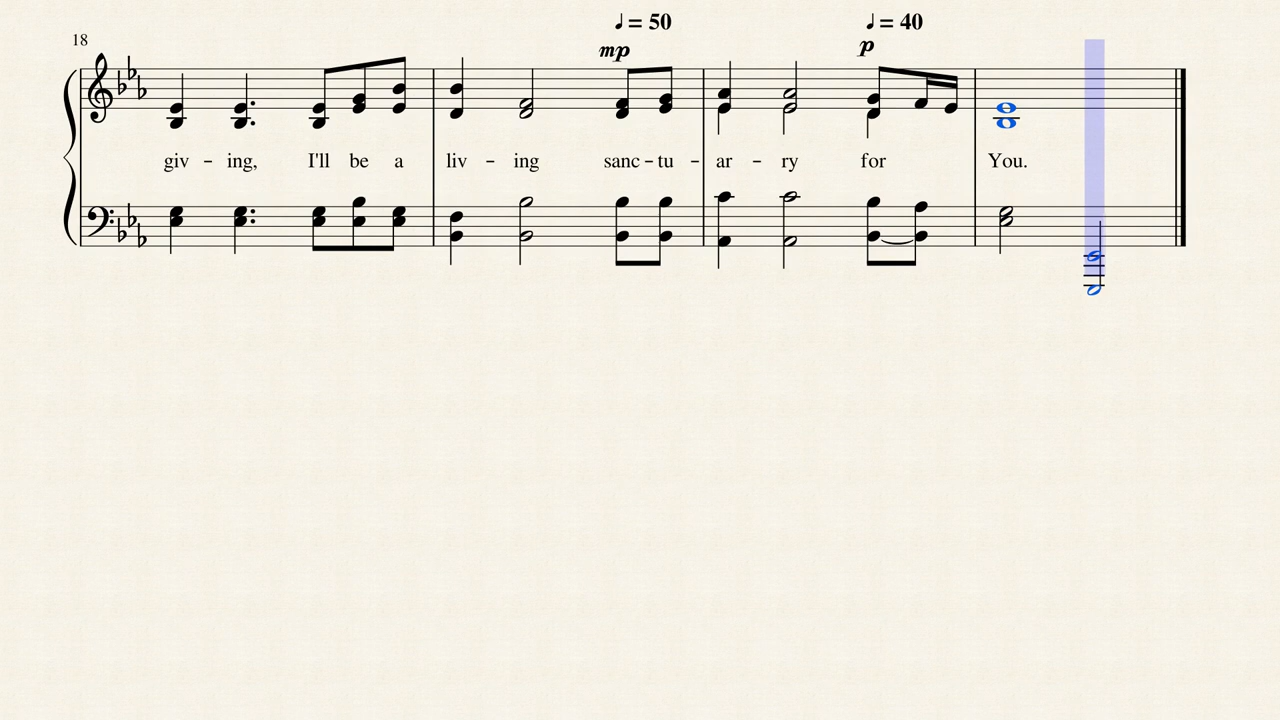 ♩= 50 ♩= 40
18 mp p
giv - ing, I'll be a liv - ing sanc - tu - ar - ry for You.